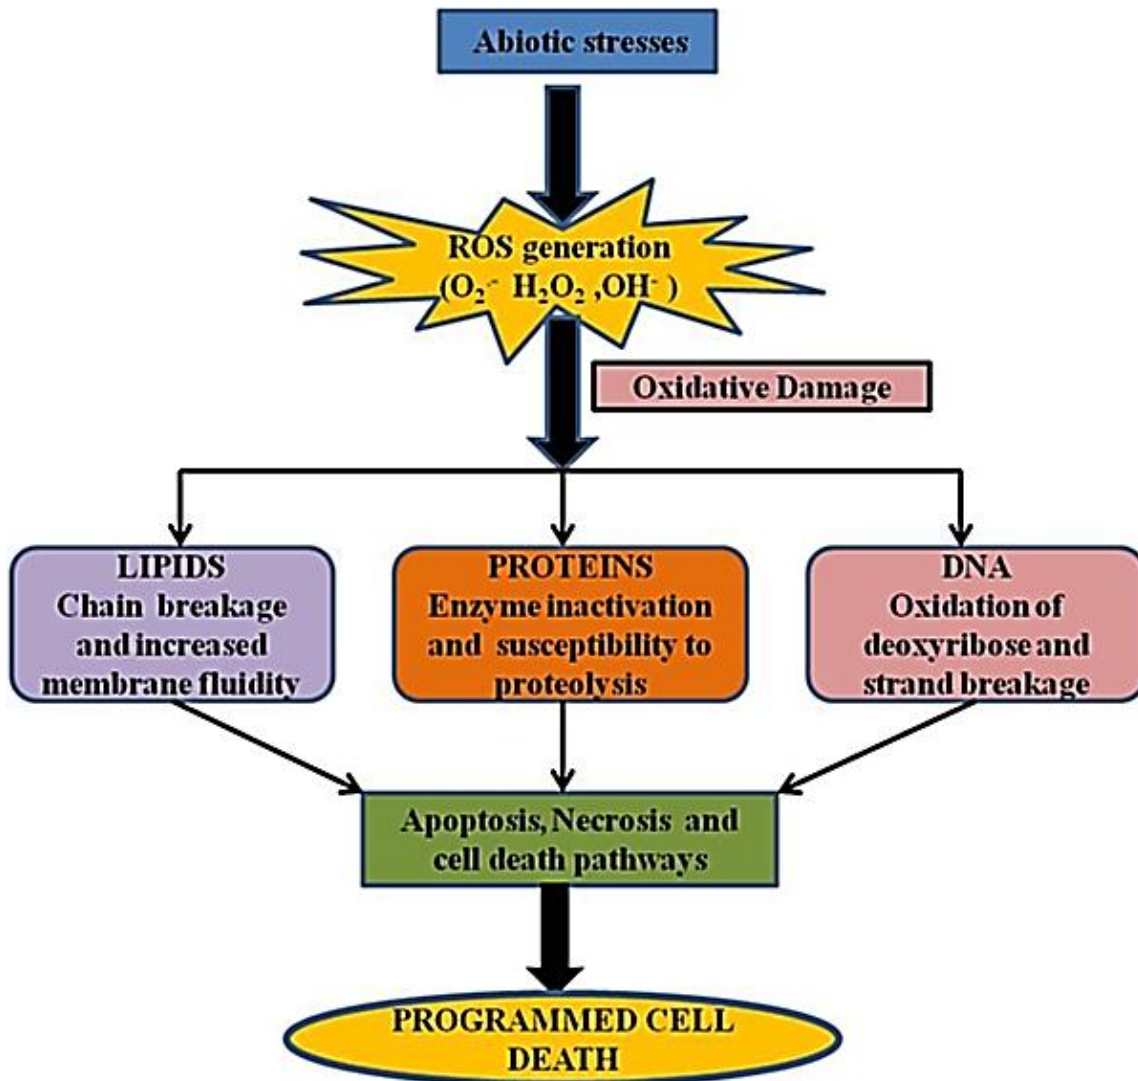 Abiotic stresses
ROS generation
(O₂·⁻ H₂O₂ ,OH⁻ )
Oxidative Damage
LIPIDS
Chain breakage
and increased
membrane fluidity
PROTEINS
Enzyme inactivation
and susceptibility to
proteolysis
DNA
Oxidation of
deoxyribose and
strand breakage
Apoptosis, Necrosis and
cell death pathways
PROGRAMMED CELL
DEATH